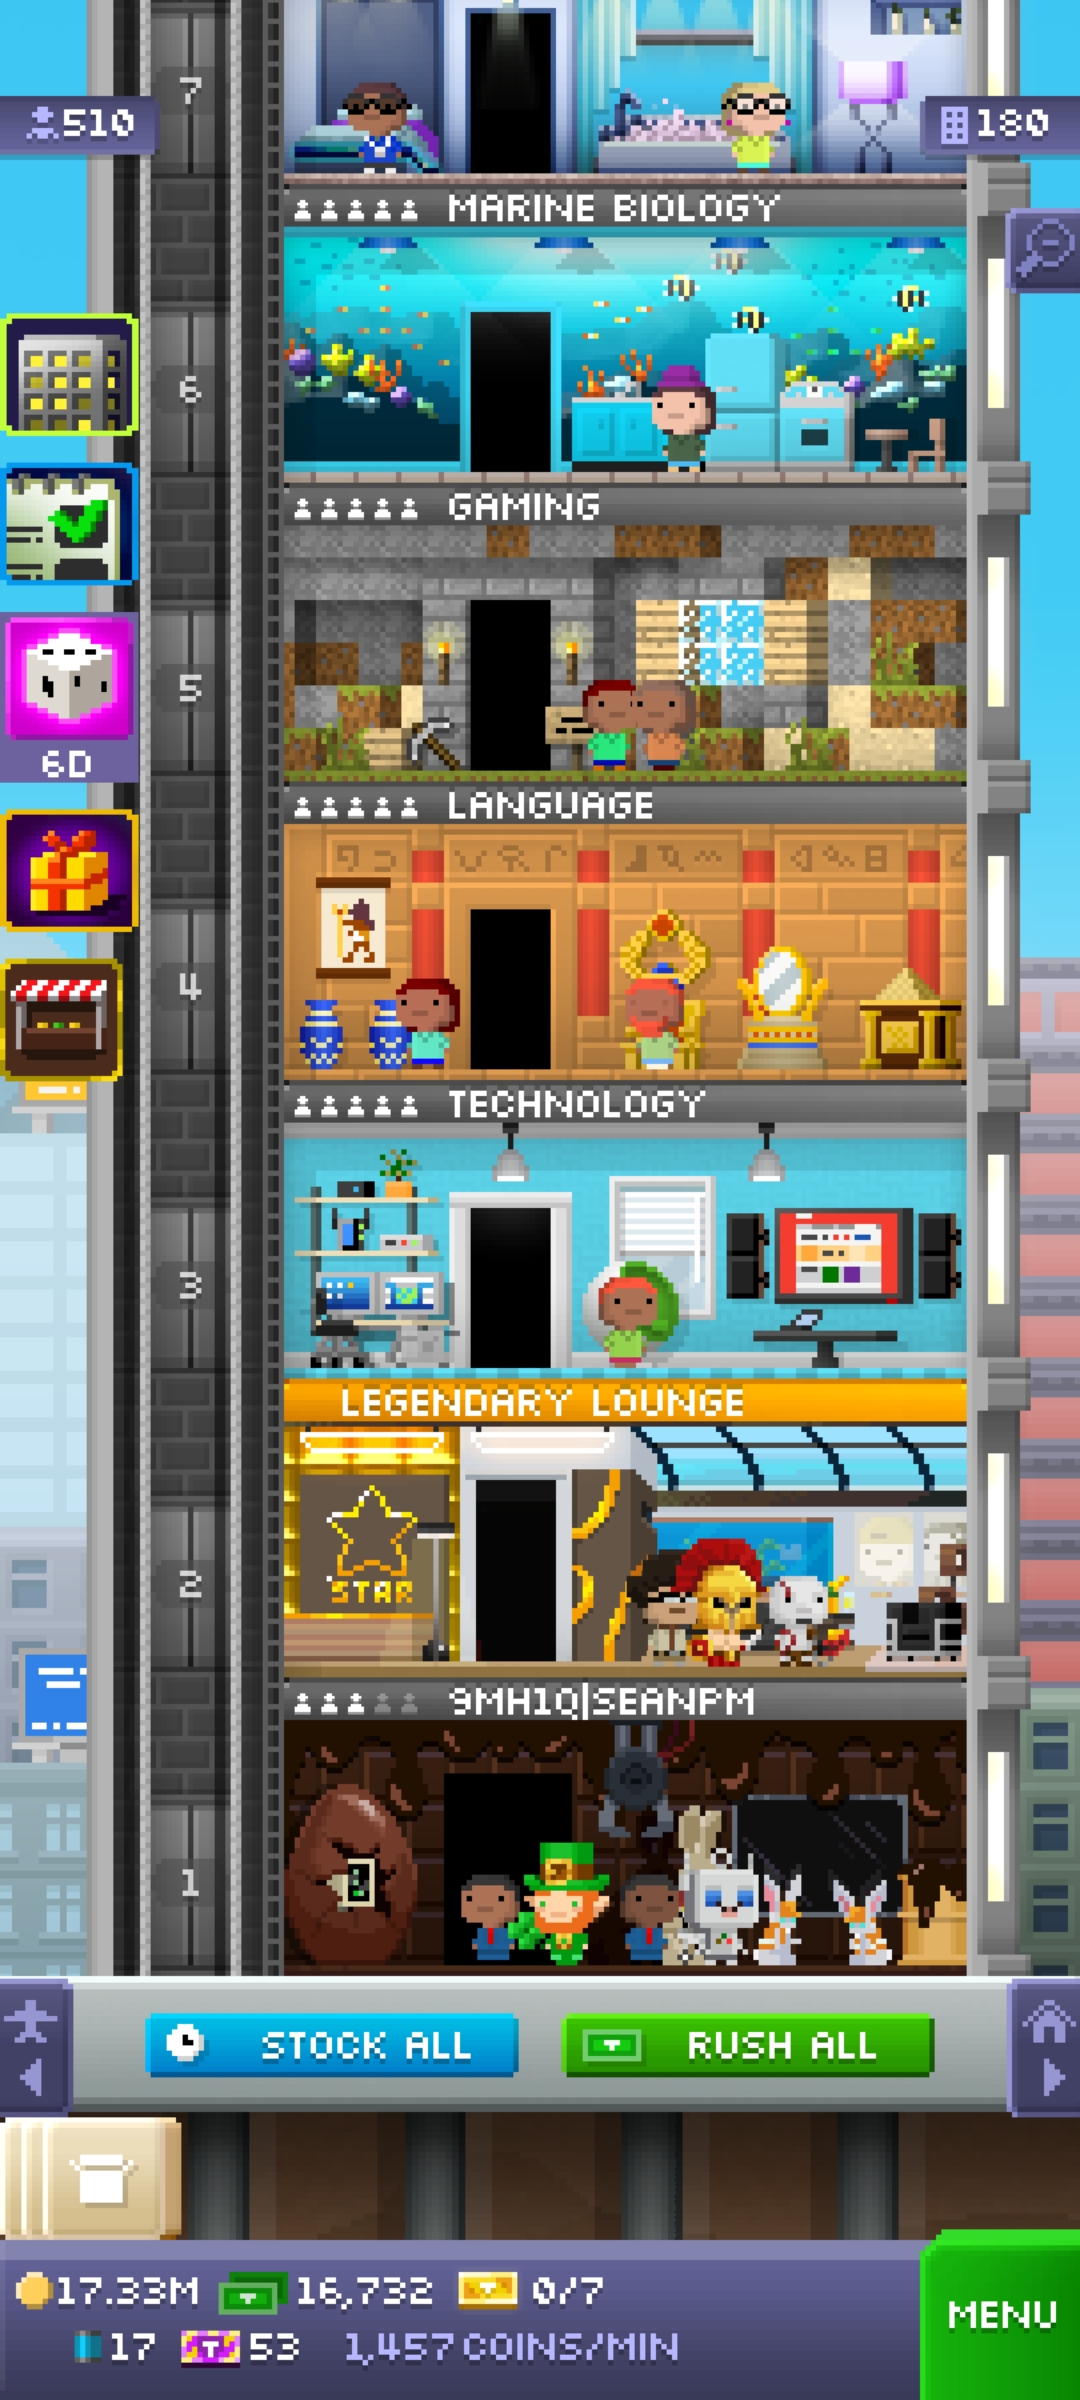 7
510
180
MARINE BIOLOGY
6
GAMING
5
6D
LANGUAGE
4
TECHNOLOGY
3
LEGENDARY LOUNGE
STAR
2
9MH1Q|SEANPM
1
STOCK ALL
RUSH ALL
17.33M
16,732
0/7
17
53
1,457 COINS/MIN
MENU